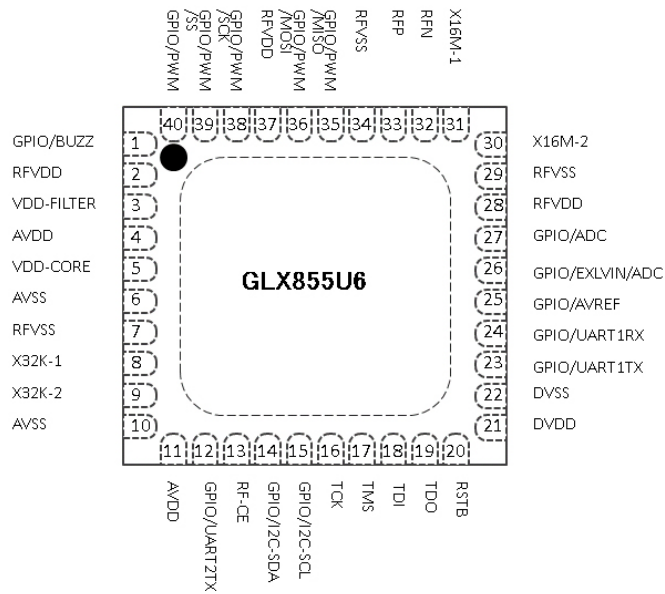 GPIO/PWM
GPIO/PWM
/SS
GPIO/PWM
/SCK
RFVDD
GPIO/PWM
/MOSI
GPIO/PWM
/MISO
RFVSS
RFP
RFN
X16M-1
40 39 38 37 36 35 34 33 32 31
GPIO/BUZZ 1
RFVDD 2
VDD-FILTER 3
AVDD 4
VDD-CORE 5
AVSS 6
RFVSS 7
X32K-1 8
X32K-2 9
AVSS 10
GLX855U6
30 X16M-2
29 RFVSS
28 RFVDD
27 GPIO/ADC
26 GPIO/EXLVIN/ADC
25 GPIO/AVREF
24 GPIO/UART1RX
23 GPIO/UART1TX
22 DVSS
21 DVDD
11 12 13 14 15 16 17 18 19 20
AVDD
GPIO/UART2TX
RF-CE
GPIO/I2C-SDA
GPIO/I2C-SCL
TCK
TMS
TDI
TDO
RSTB